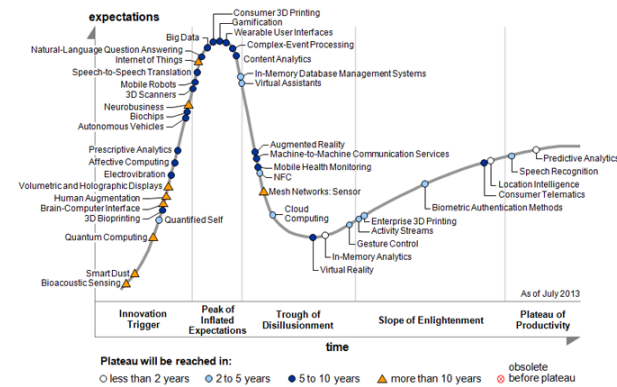 expectations
Consumer 3D Printing
Gamification
Wearable User Interfaces
Big Data
Complex-Event Processing
Natural-Language Question Answering
Content Analytics
Internet of Things
Speech-to-Speech Translation
In-Memory Database Management Systems
Mobile Robots
Virtual Assistants
3D Scanners
Neurobusiness
Biochips
Autonomous Vehicles
Augmented Reality
Prescriptive Analytics
Machine-to-Machine Communication Services
Affective Computing
Mobile Health Monitoring
Electrovibration
NFC
Volumetric and Holographic Displays
Mesh Networks: Sensor
Human Augmentation
Brain-Computer Interface
3D Bioprinting
Quantified Self
Cloud
Computing
Quantum Computing
Smart Dust
Bioacoustic Sensing
Predictive Analytics
Speech Recognition
Location Intelligence
Consumer Telematics
Biometric Authentication Methods
Enterprise 3D Printing
Activity Streams
Gesture Control
In-Memory Analytics
Virtual Reality
As of July 2013
Innovation
Trigger
Peak of
Inflated
Expectations
Trough of
Disillusionment
Slope of Enlightenment
Plateau of
Productivity
time
Plateau will be reached in:
less than 2 years
2 to 5 years
5 to 10 years
more than 10 years
obsolete
before plateau